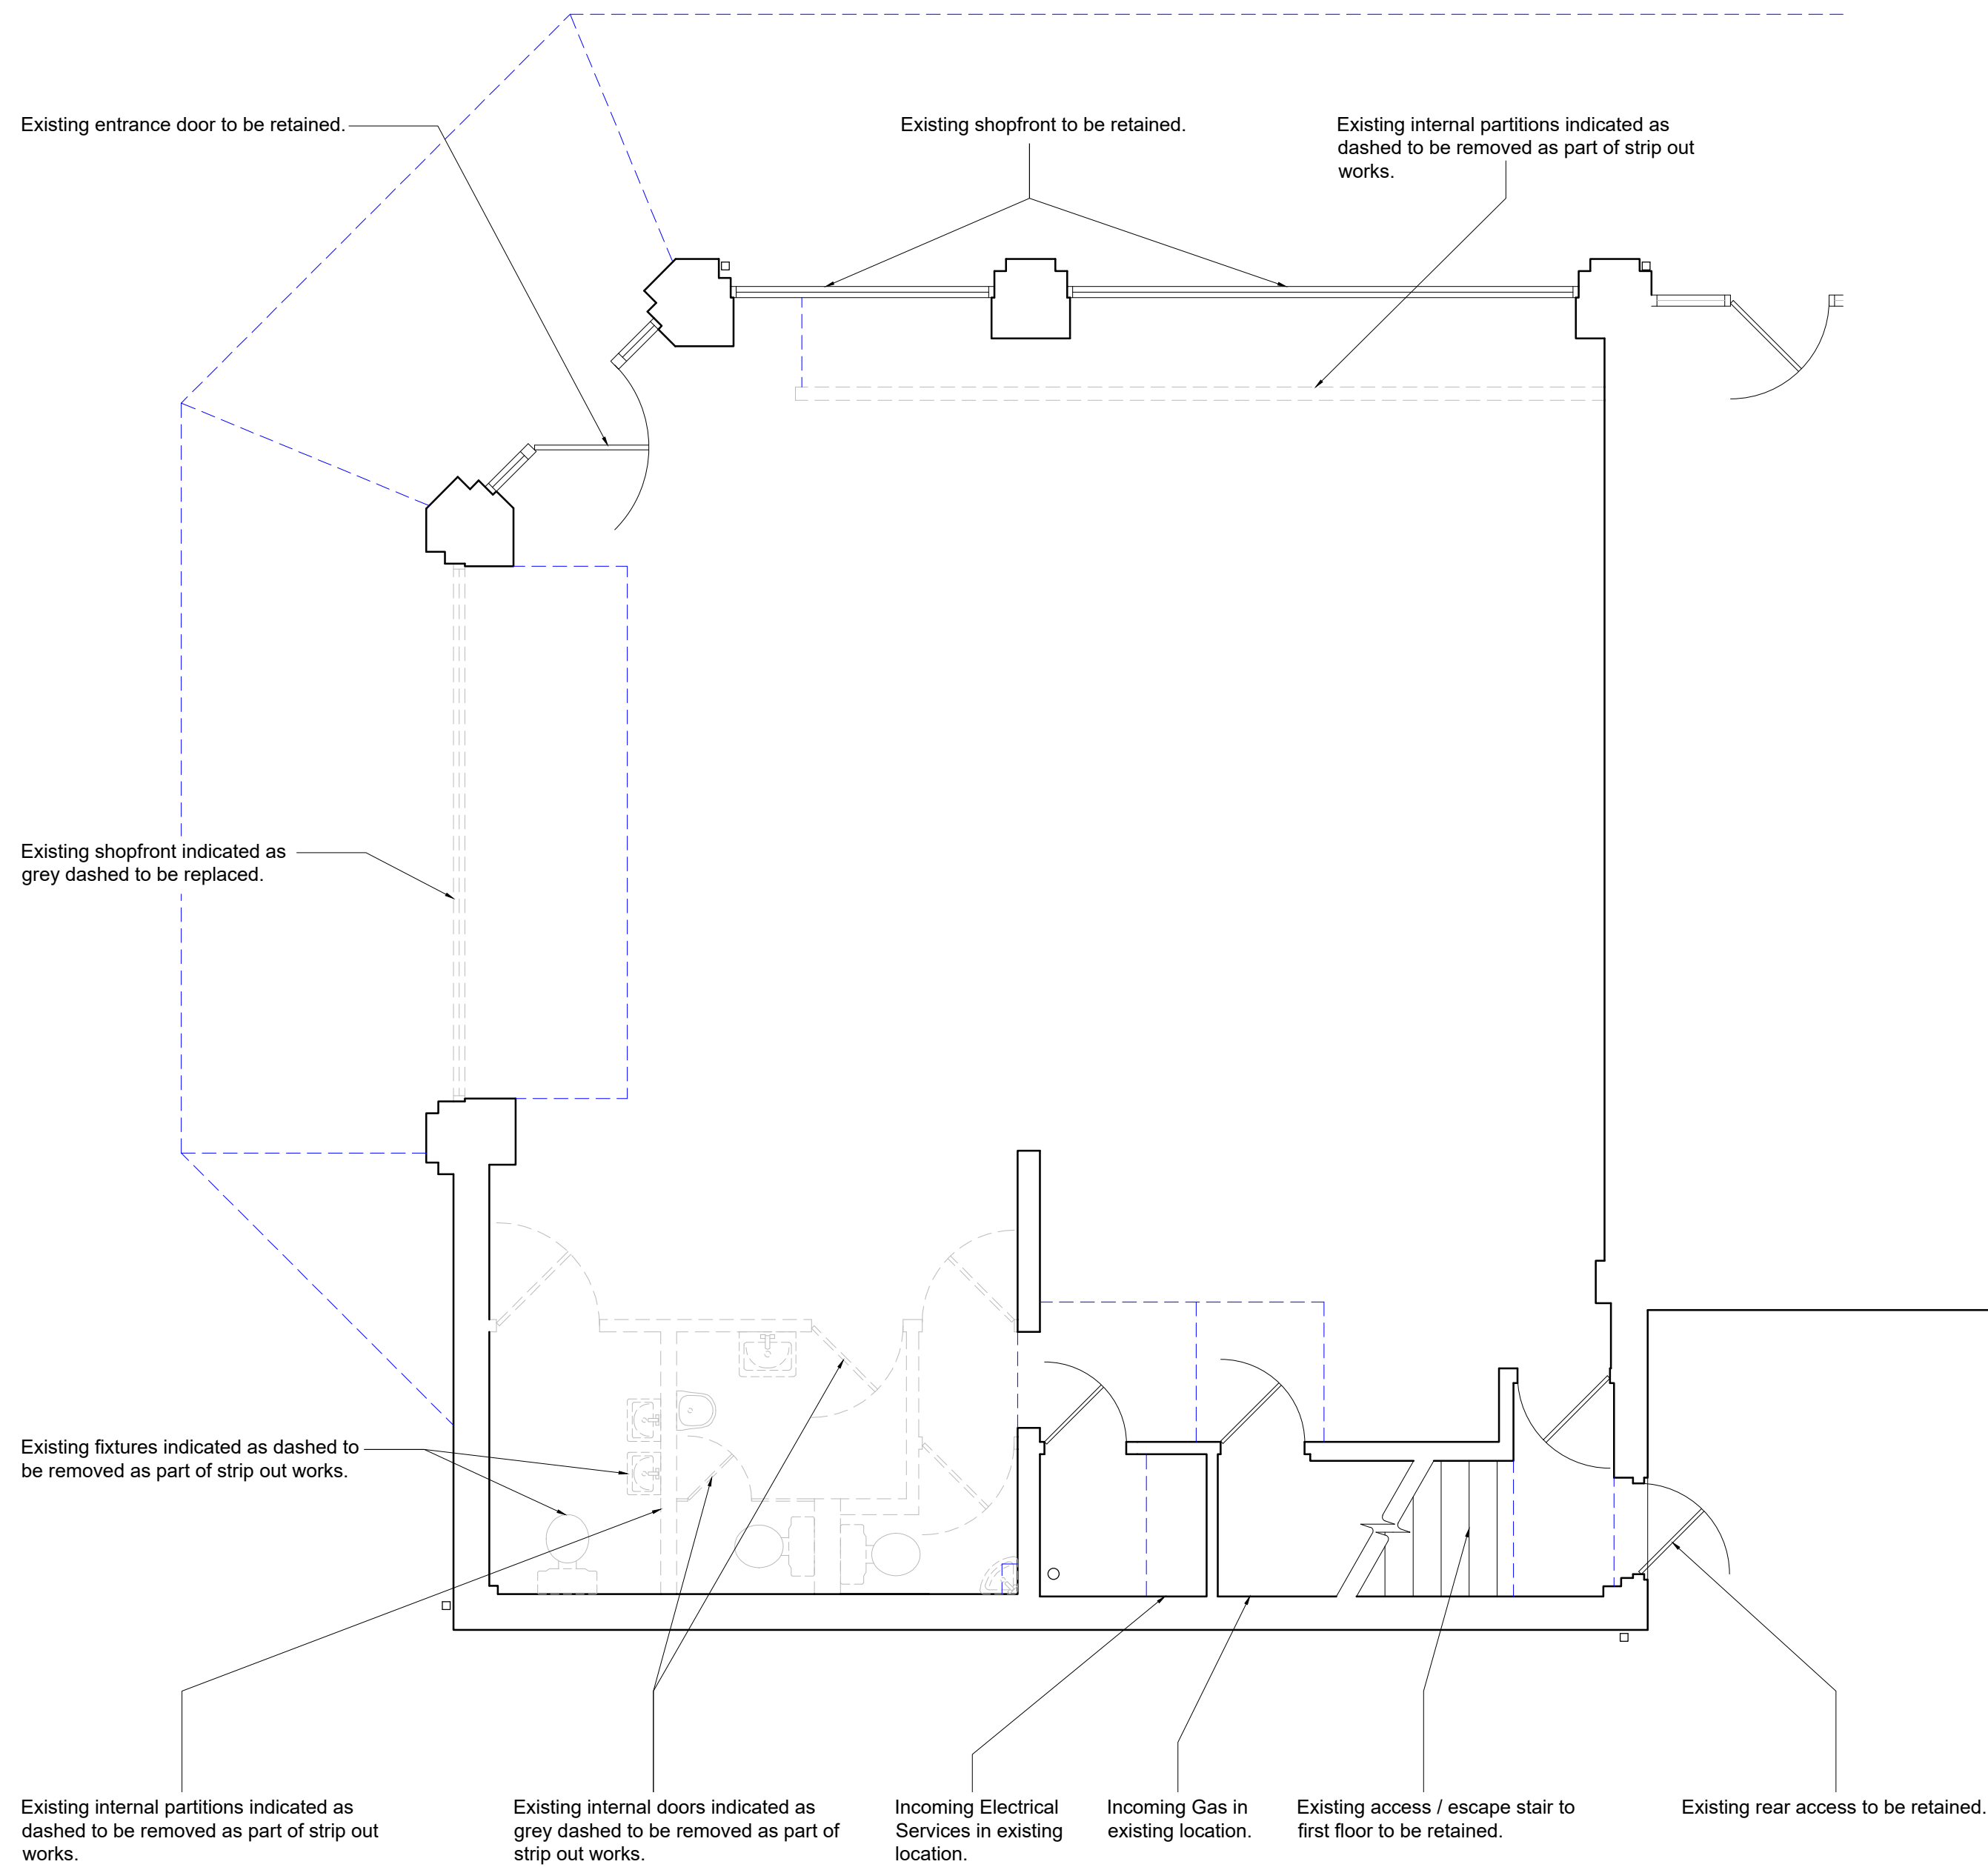 Existing entrance door to be retained.
Existing shopfront to be retained.
Existing internal partitions indicated as
dashed to be removed as part of strip out
works.
Existing shopfront indicated as
grey dashed to be replaced.
Existing fixtures indicated as dashed to
be removed as part of strip out works.
Existing internal partitions indicated as
dashed to be removed as part of strip out
works.
Existing internal doors indicated as
grey dashed to be removed as part of
strip out works.
Incoming Electrical
Services in existing
location.
Incoming Gas in
existing location.
Existing access / escape stair to
first floor to be retained.
Existing rear access to be retained.